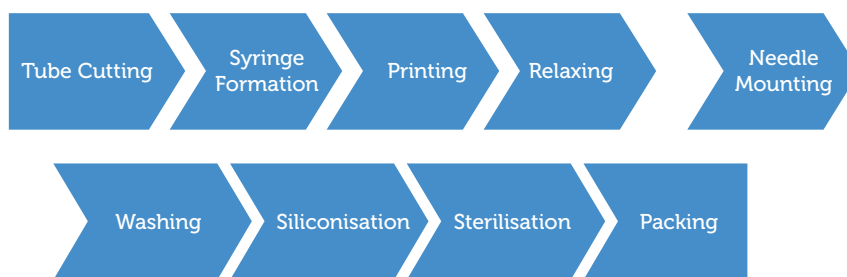 Tube Cutting
Syringe
Formation
Printing
Relaxing
Needle
Mounting
Washing
Siliconisation
Sterilisation
Packing